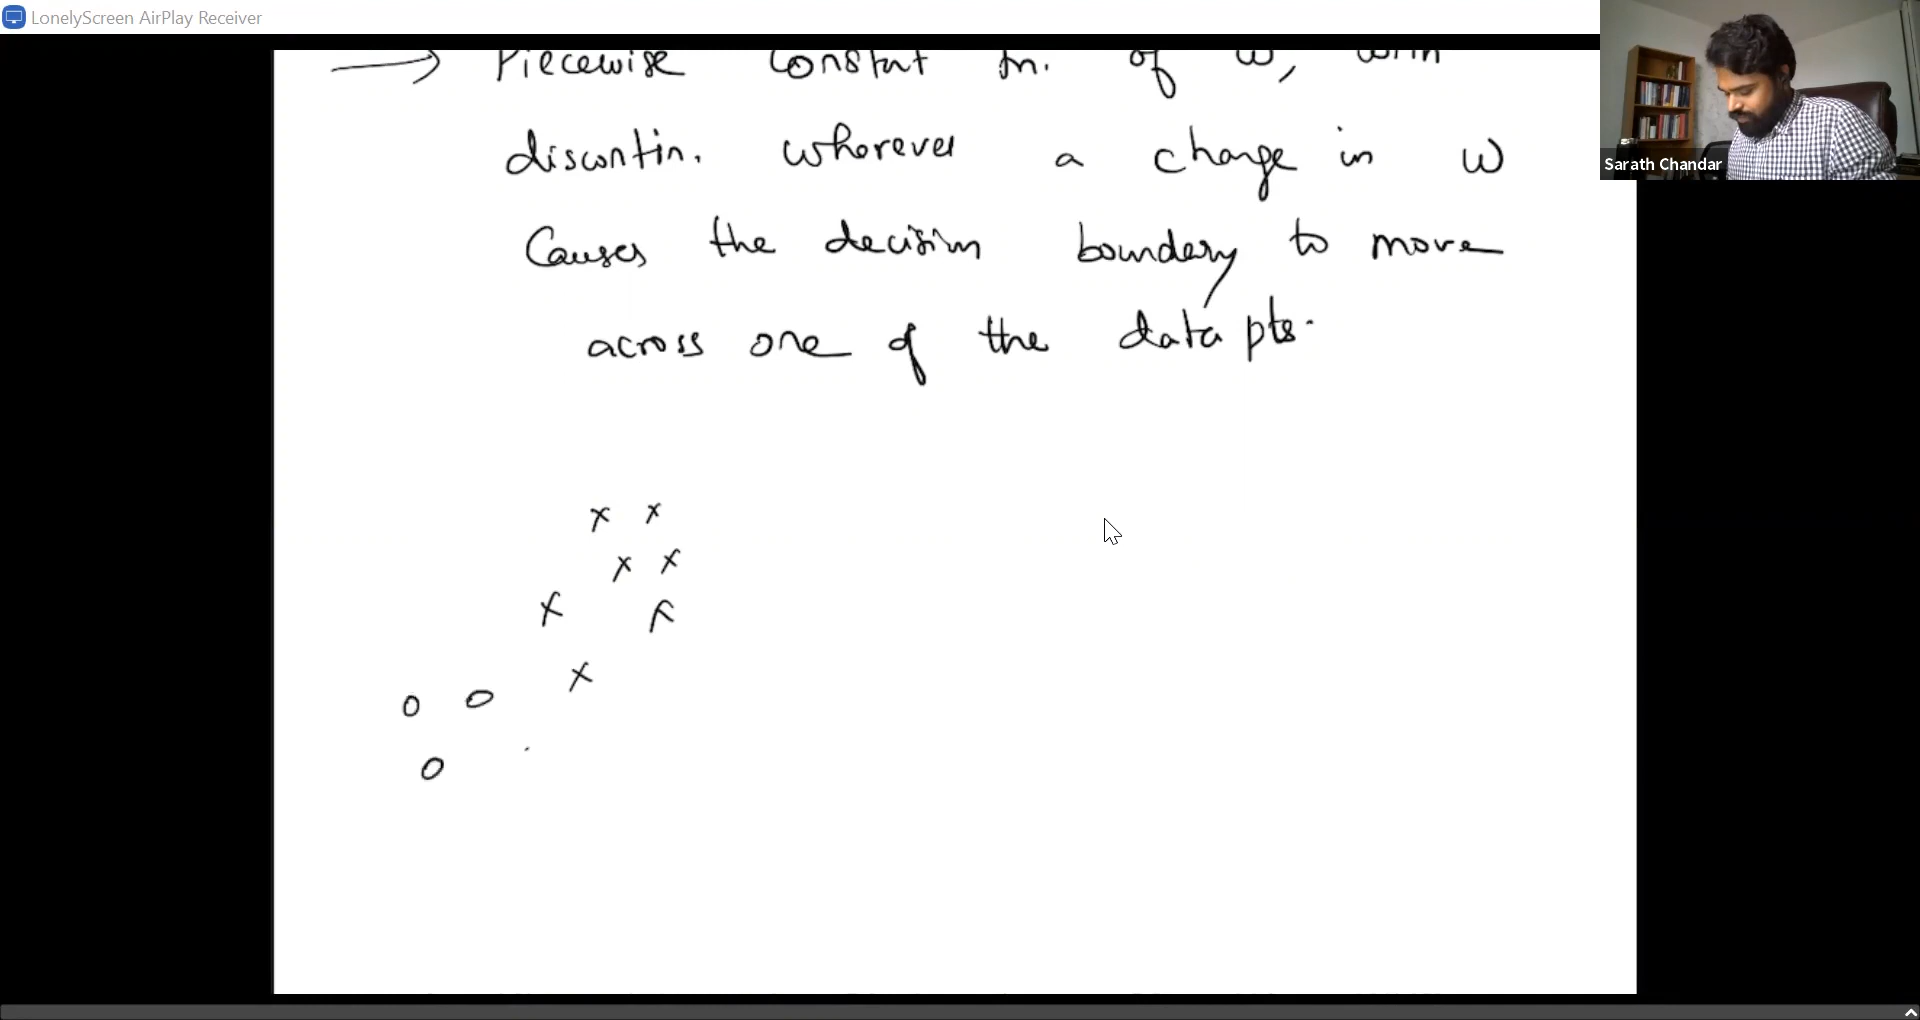 LonelyScreen AirPlay Receiver
→ Piecewise constnt fn. of w, with
discontin. wherever a change in w
Causes the decision boundary to move
across one of the data pts.
x x
x x
x x
x
o o
o
Sarath Chandar